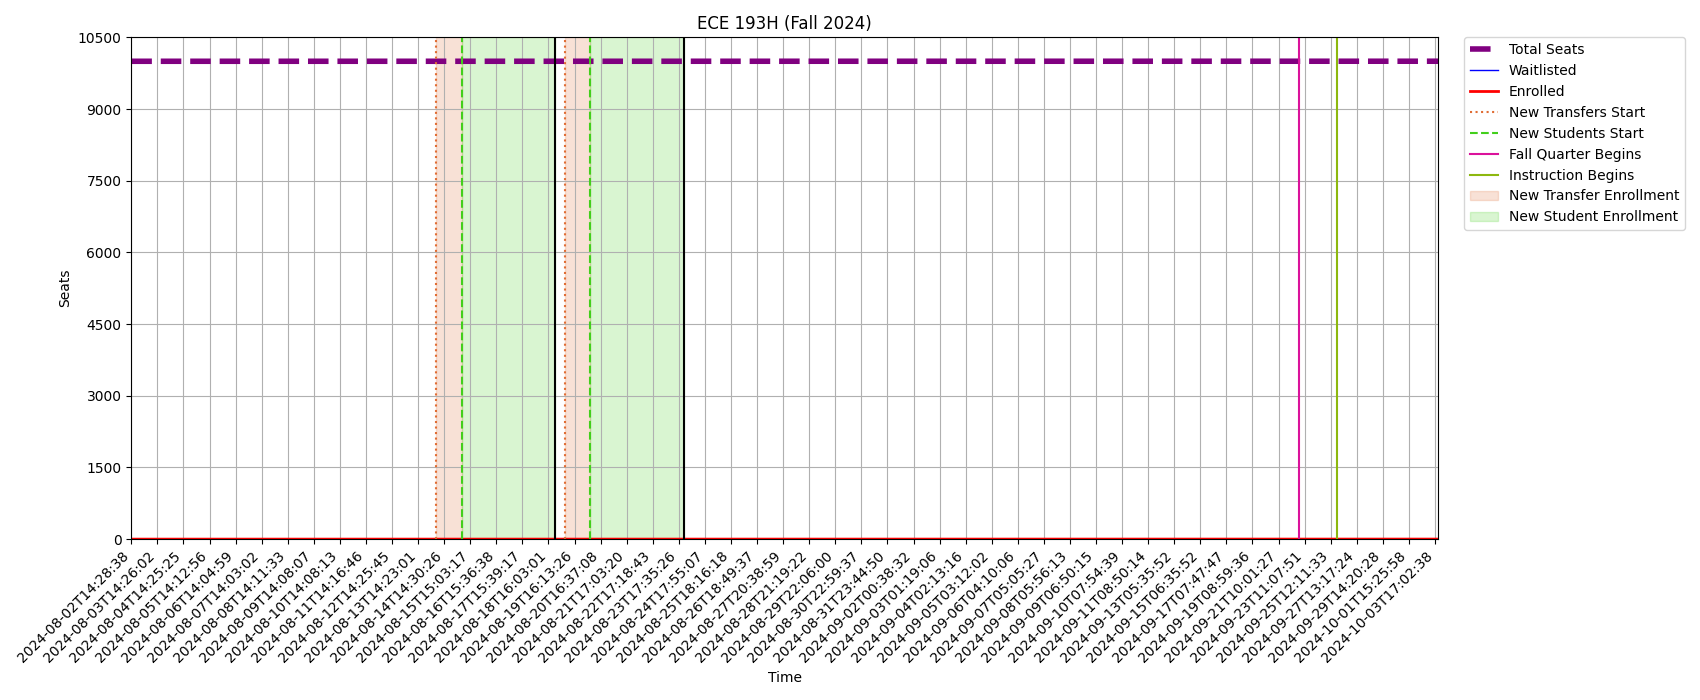 ECE 193H (Fall 2024)
10500
9000
7500
6000
4500
3000
1500
0
Seats
Total Seats
Waitlisted
Enrolled
New Transfers Start
New Students Start
Fall Quarter Begins
Instruction Begins
New Transfer Enrollment
New Student Enrollment
2024-08-02T14:28:38
2024-08-03T14:26:02
2024-08-04T14:25:25
2024-08-05T14:12:56
2024-08-06T14:04:59
2024-08-07T14:03:02
2024-08-08T14:11:33
2024-08-09T14:08:07
2024-08-10T14:08:13
2024-08-11T14:16:46
2024-08-12T14:25:45
2024-08-13T14:23:01
2024-08-14T14:30:26
2024-08-15T15:03:17
2024-08-16T15:36:38
2024-08-17T15:39:17
2024-08-18T16:03:01
2024-08-19T16:13:26
2024-08-20T16:37:08
2024-08-21T17:03:20
2024-08-22T17:18:43
2024-08-23T17:35:26
2024-08-24T17:55:07
2024-08-25T18:16:18
2024-08-26T18:49:37
2024-08-27T20:38:59
2024-08-28T21:19:22
2024-08-29T22:06:00
2024-08-30T22:59:37
2024-08-31T23:44:50
2024-09-02T00:38:32
2024-09-03T01:19:06
2024-09-04T02:13:16
2024-09-05T03:12:02
2024-09-06T04:10:06
2024-09-07T05:05:27
2024-09-08T05:56:13
2024-09-09T06:50:15
2024-09-10T07:54:39
2024-09-11T08:50:14
2024-09-13T05:35:52
2024-09-15T06:35:52
2024-09-17T07:47:47
2024-09-19T08:59:36
2024-09-21T10:01:27
2024-09-23T11:07:51
2024-09-25T12:11:33
2024-09-27T13:17:24
2024-09-29T14:20:28
2024-10-01T15:25:58
2024-10-03T17:02:38
Time